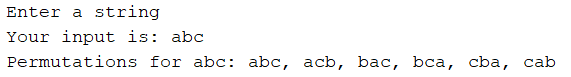 Enter a string
Your input is: abc
Permutations for abc: abc, acb, bac, bca, cba, cab